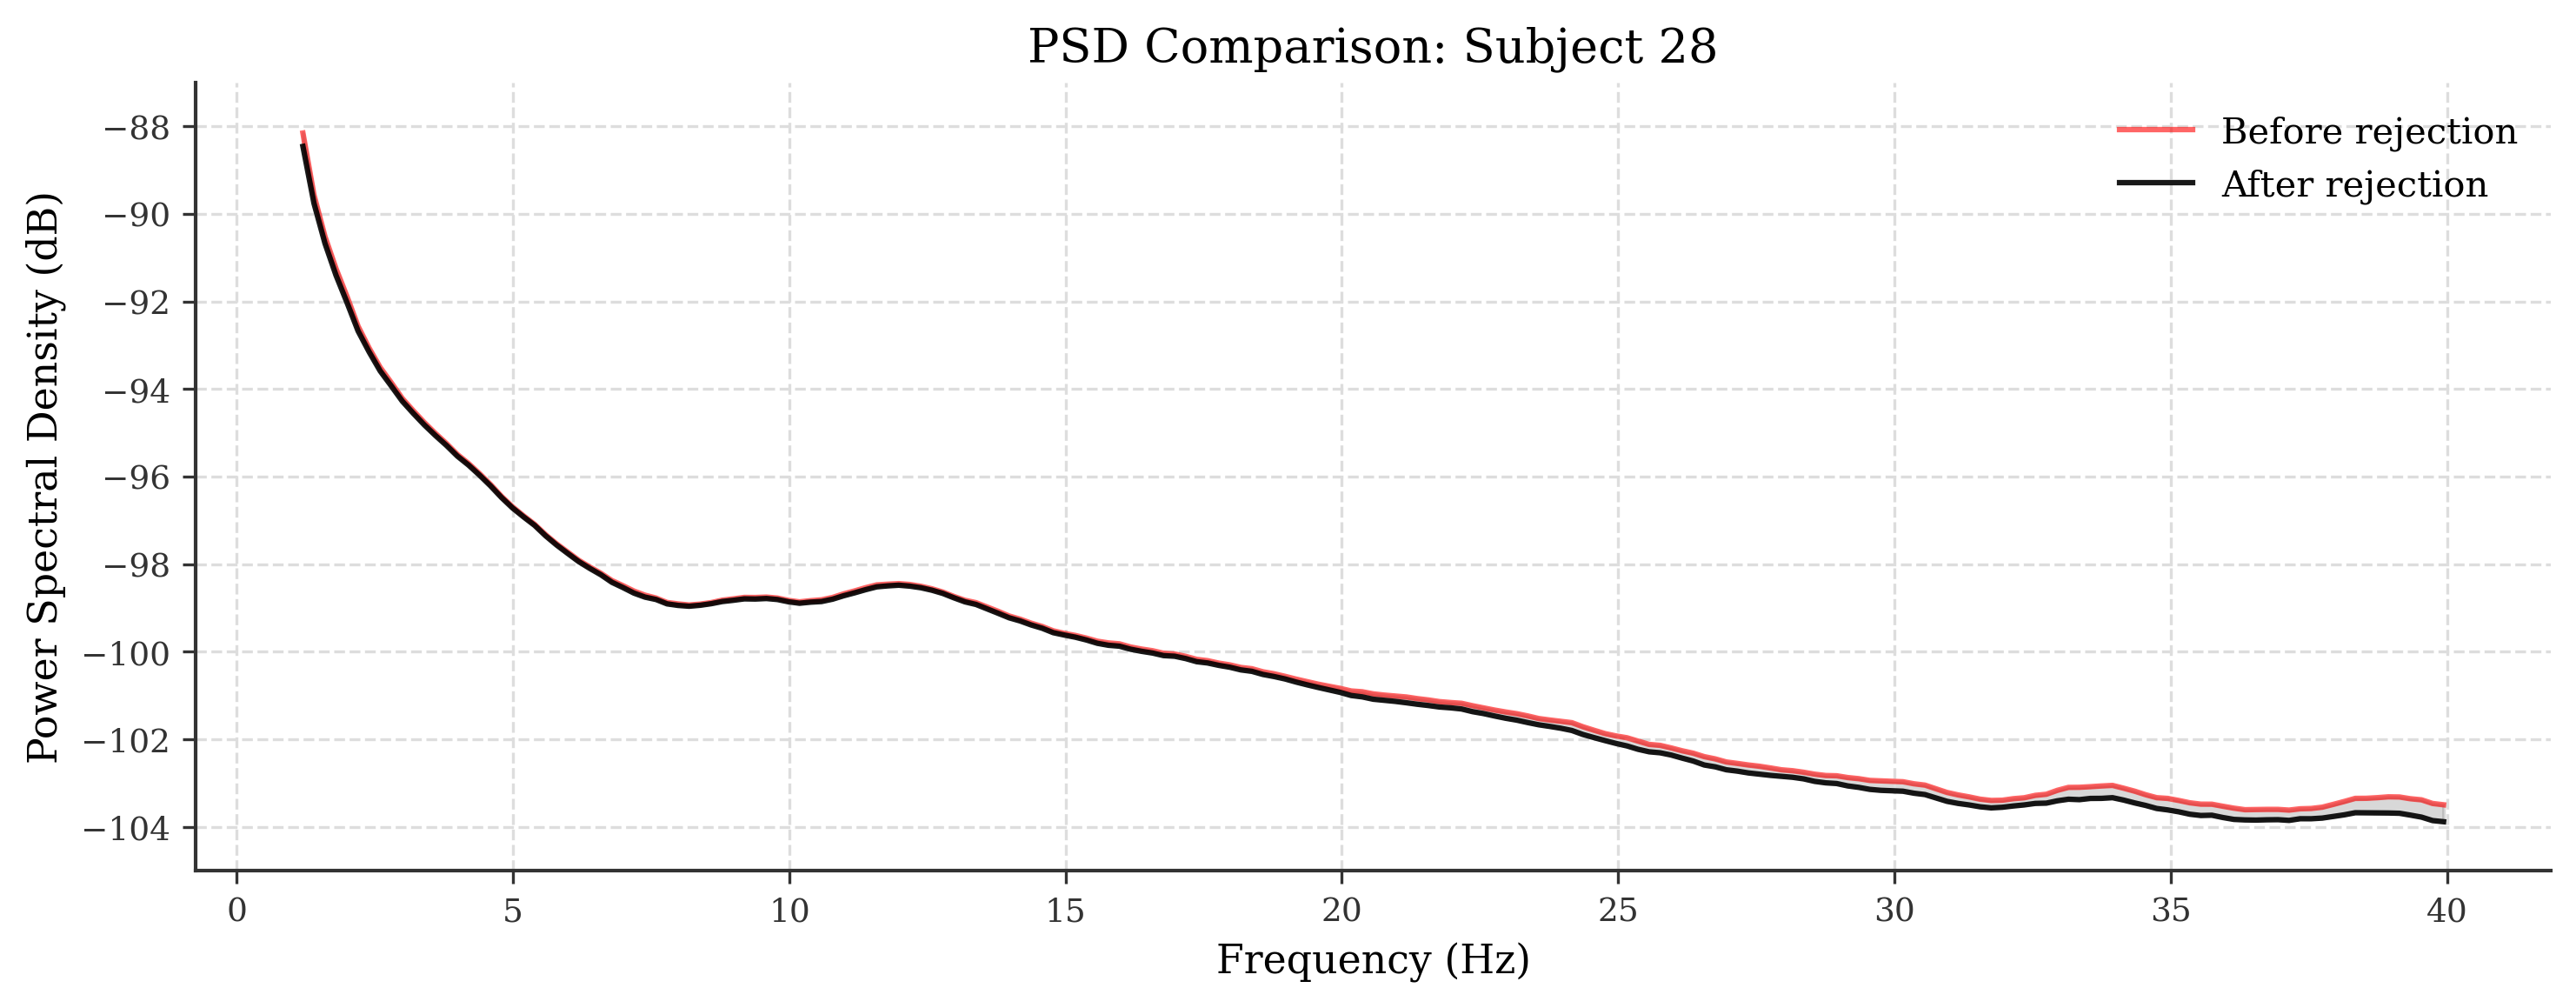 PSD Comparison: Subject 28
Power Spectral Density (dB)
−88
−90
−92
−94
−96
−98
−100
−102
−104
Before rejection
After rejection
0 5 10 15 20 25 30 35 40
Frequency (Hz)